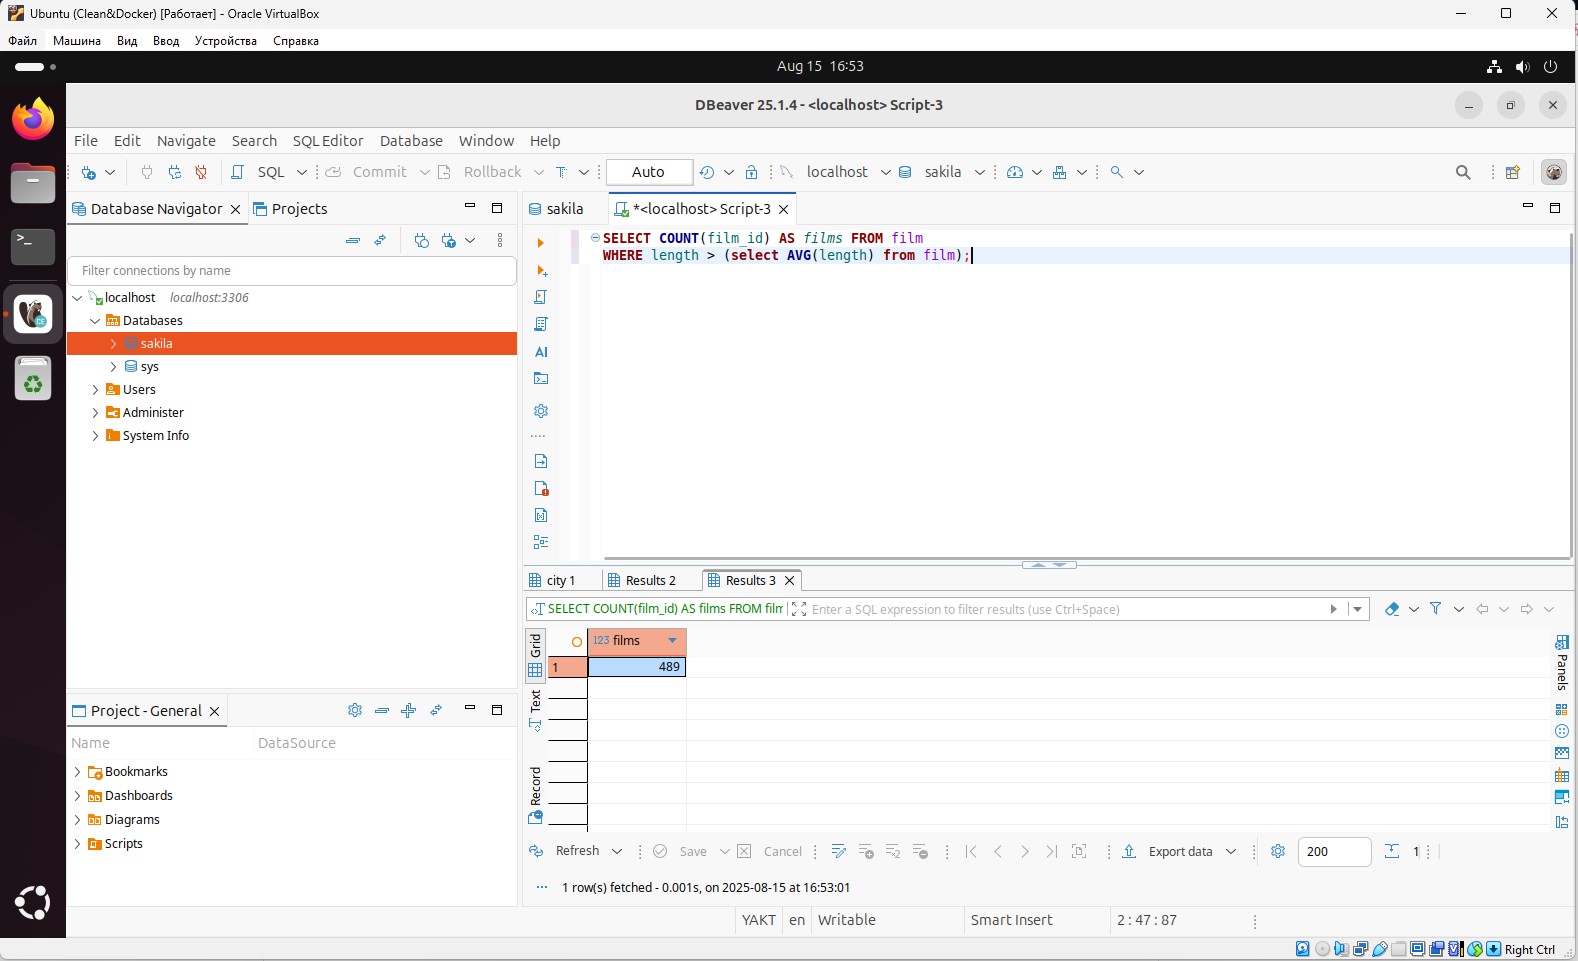 Ubuntu (Clean&Docker) [Работает] - Oracle VirtualBox
Файл Машина Вид Ввод Устройства Справка
Aug 15 16:53
DBeaver 25.1.4 - <localhost> Script-3
File Edit Navigate Search SQL Editor Database Window Help
SQL Commit Rollback T Auto localhost sakila
Database Navigator Projects
Filter connections by name
localhost localhost:3306
Databases
sakila
sys
Users
Administer
System Info
sakila *<localhost> Script-3
SELECT COUNT(film_id) AS films FROM film
WHERE length > (select AVG(length) from film);
AI
Project - General
Name DataSource
Bookmarks
Dashboards
Diagrams
Scripts
city 1 Results 2 Results 3
SELECT COUNT(film_id) AS films FROM film Enter a SQL expression to filter results (use Ctrl+Space)
Grid
Text
Record
123 films
1 489
Panels
Refresh Save Cancel Export data 200 1
1 row(s) fetched - 0.001s, on 2025-08-15 at 16:53:01
YAKT en Writable Smart Insert 2 : 47 : 87
Right Ctrl